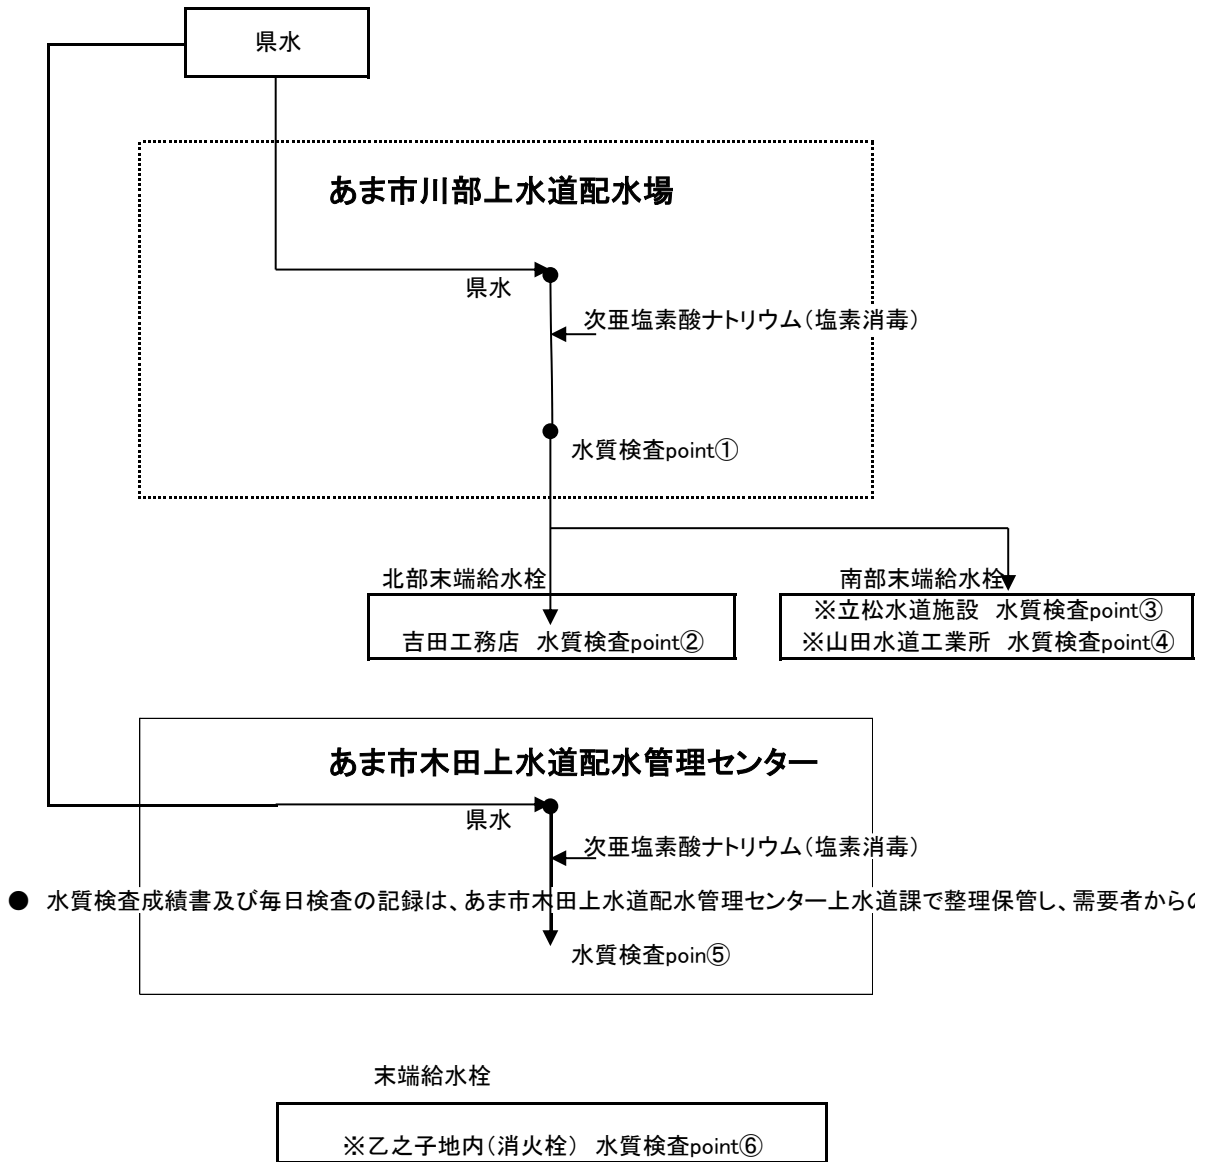 県水
あま市川部上水道配水場
県水
次亜塩素酸ナトリウム（塩素消毒）
水質検査point①
北部末端給水栓
吉田工務店　水質検査point②
南部末端給水栓
※立松水道施設　水質検査point③
※山田水道工業所　水質検査point④
あま市木田上水道配水管理センター
県水
次亜塩素酸ナトリウム（塩素消毒）
●　水質検査成績書及び毎日検査の記録は、あま市木田上水道配水管理センター上水道課で整理保管し、需要者から
水質検査poin⑤
末端給水栓
※乙之子地内（消火栓）　水質検査point⑥